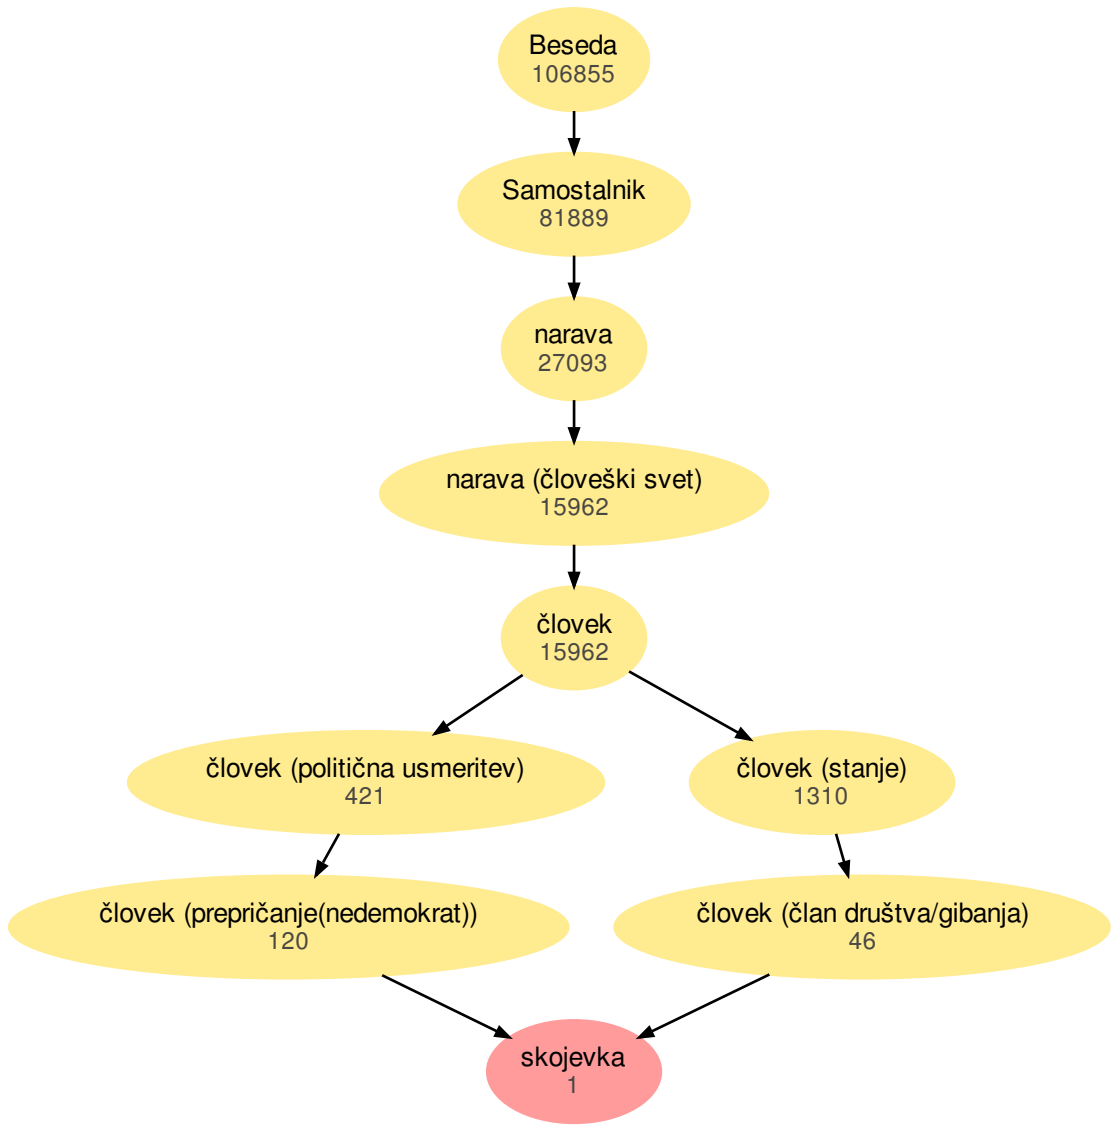 Beseda
106855
Samostalnik
81889
narava
27093
narava (človeški svet)
15962
človek
15962
človek (politična usmeritev)
421
človek (stanje)
1310
človek (prepričanje(nedemokrat))
120
človek (član društva/gibanja)
46
skojevka
1